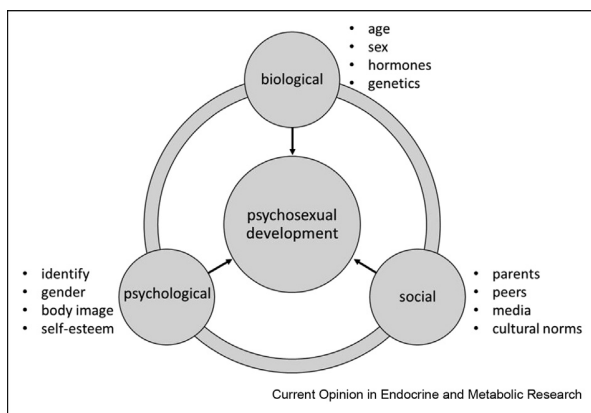 • age
• sex
• hormones
• genetics
biological
psychosexual
development
• identify
• gender
• body image
• self-esteem
psychological
social
• parents
• peers
• media
• cultural norms
Current Opinion in Endocrine and Metabolic Research